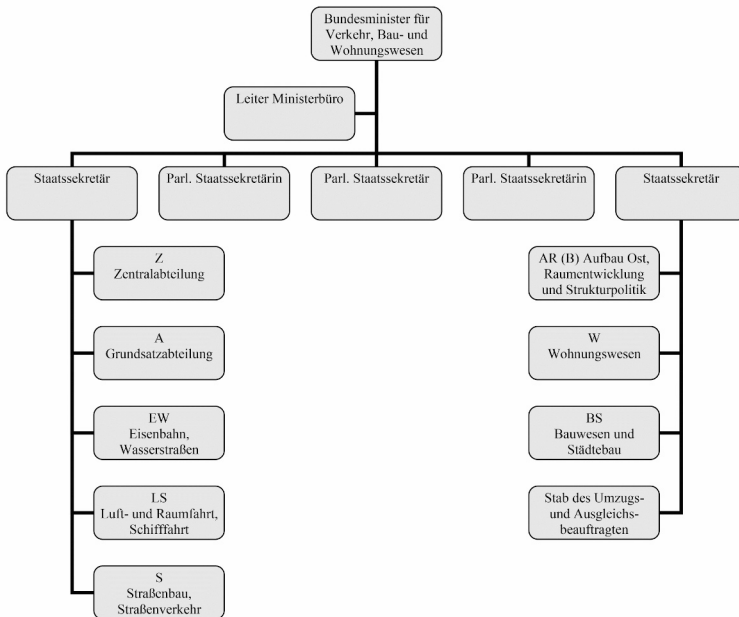 Bundesminister für
Verkehr, Bau- und
Wohnungswesen
Leiter Ministerbüro
Staatssekretär
Parl. Staatssekretärin
Parl. Staatssekretär
Parl. Staatssekretärin
Staatssekretär
Z
Zentralabteilung
A
Grundsatzabteilung
EW
Eisenbahn,
Wasserstraßen
LS
Luft- und Raumfahrt,
Schifffahrt
S
Straßenbau,
Straßenverkehr
AR (B) Aufbau Ost,
Raumentwicklung
und Strukturpolitik
W
Wohnungswesen
BS
Bauwesen und
Städtebau
Stab des Umzugs-
und Ausgleichs-
beauftragten